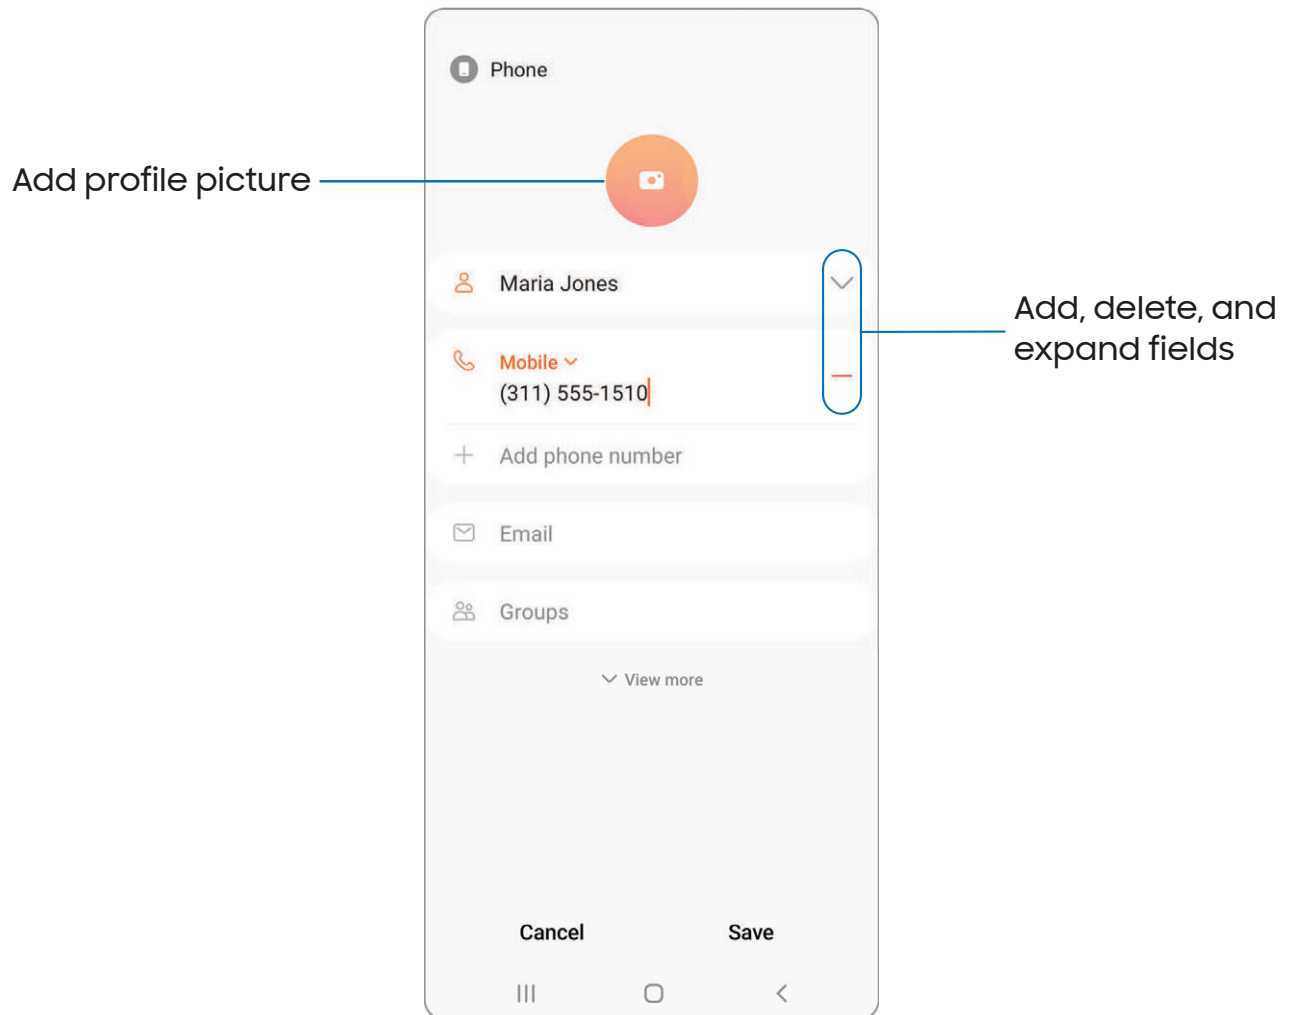 Phone
Add profile picture
Maria Jones
Add, delete, and
expand fields
Mobile
(311) 555-1510
Add phone number
Email
Groups
View more
Cancel
Save